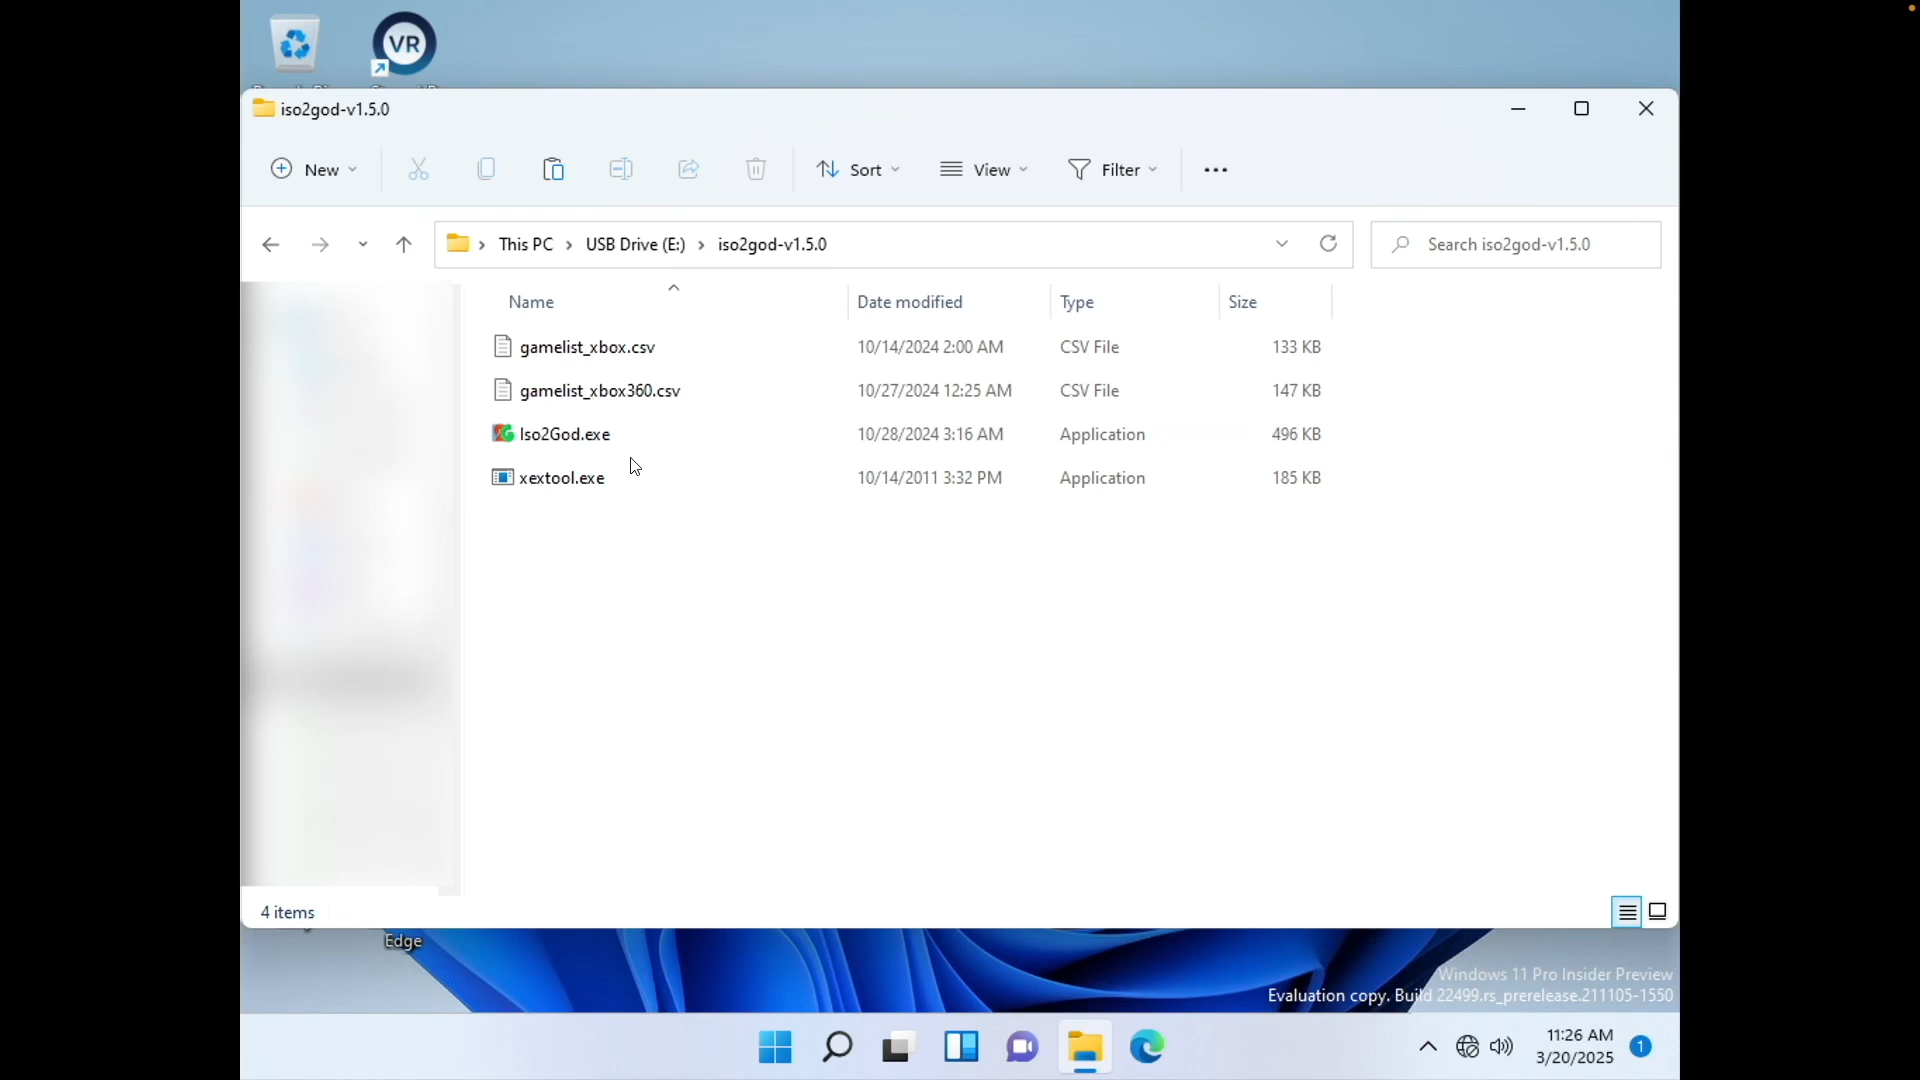 VR
iso2god-v1.5.0
New
Sort
View
Filter
This PC
USB Drive (E:)
iso2god-v1.5.0
Search iso2god-v1.5.0
Name
Date modified
Type
Size
gamelist_xbox.csv
10/14/2024 2:00 AM
CSV File
133 KB
gamelist_xbox360.csv
10/27/2024 12:25 AM
CSV File
147 KB
Iso2God.exe
10/28/2024 3:16 AM
Application
496 KB
xextool.exe
10/14/2011 3:32 PM
Application
185 KB
4 items
Edge
Windows 11 Pro Insider Preview
Evaluation copy. Build 22499.rs_prerelease.211105-1550
11:26 AM
3/20/2025
1